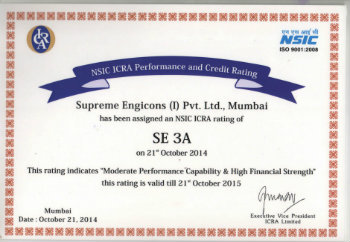 ICRA
एन एस आई सी
NSIC
ISO 9001:2008
NSIC ICRA Performance and Credit Rating
Supreme Engicons (I) Pvt. Ltd., Mumbai
has been assigned an NSIC ICRA rating of
SE 3A
on 21st October 2014
This rating indicates "Moderate Performance Capability & High Financial Strength"
this rating is valid till 21st October 2015
Mumbai
Date : October 21, 2014
Executive Vice President
ICRA Limited